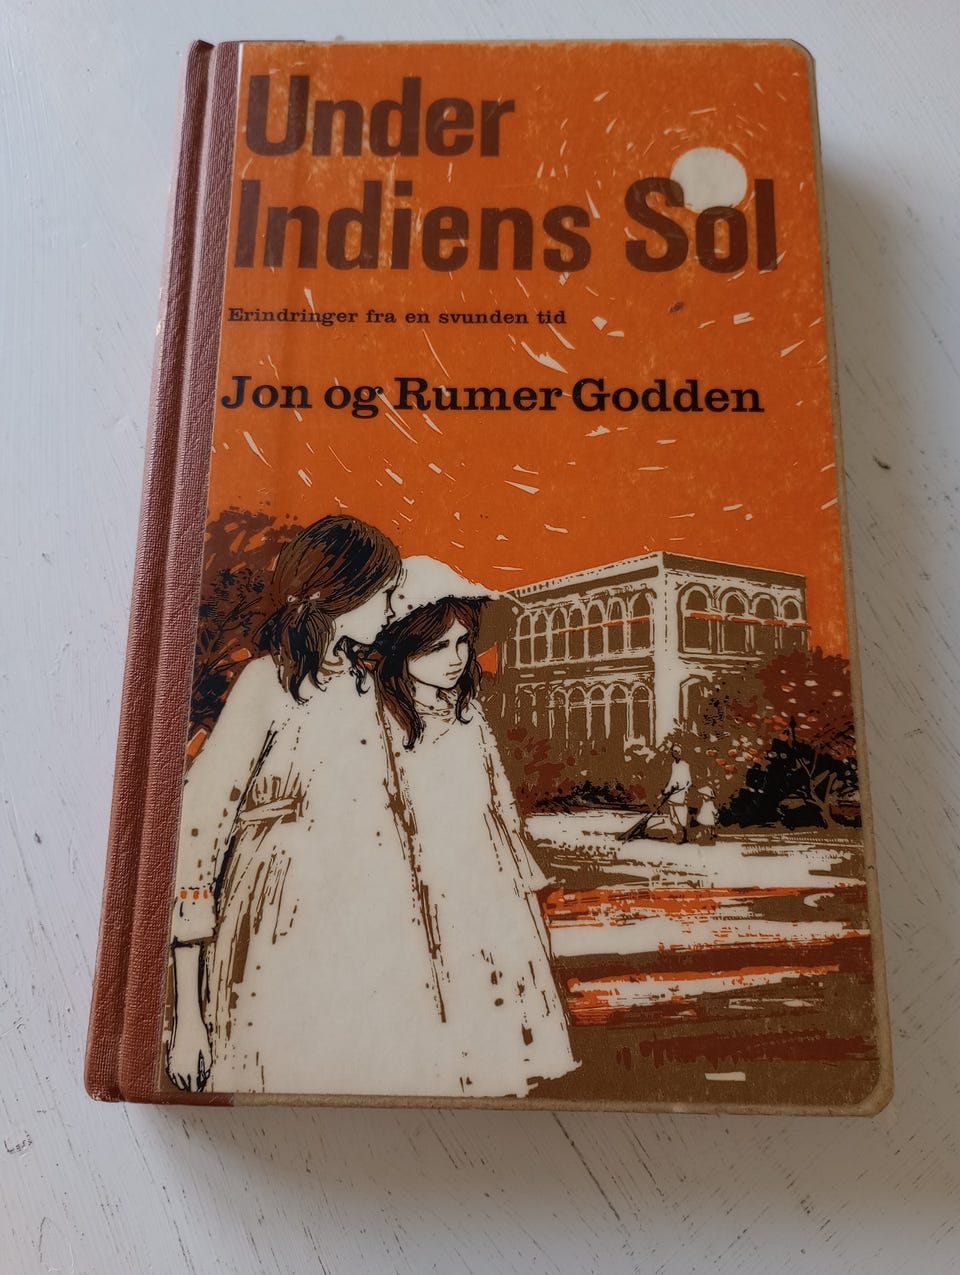 Under
Indiens Sol
Erindringer fra en svunden tid
Jon og Rumer Godden